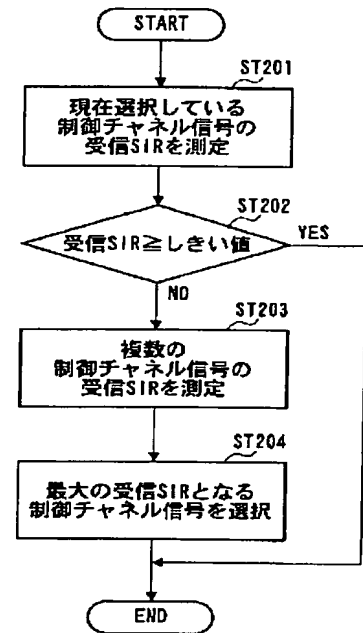 START
ST201
現在選択している
制御チャネル信号の
受信SIRを測定
ST202
受信SIR≧しきい値
YES
NO
ST203
複数の
制御チャネル信号の
受信SIRを測定
ST204
最大の受信SIRとなる
制御チャネル信号を選択
END